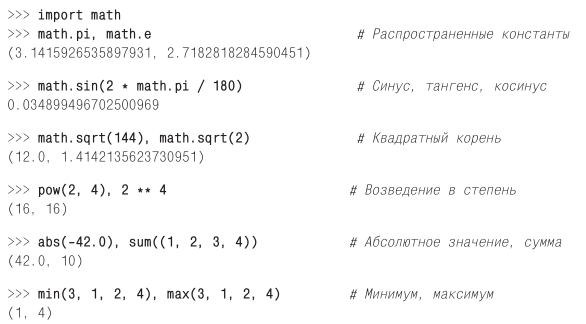 >>> import math
>>> math.pi, math.e # Распространенные константы
(3.1415926535897931, 2.7182818284590451)
>>> math.sin(2 * math.pi / 180) # Синус, тангенс, косинус
0.034899496702500969
>>> math.sqrt(144), math.sqrt(2) # Квадратный корень
(12.0, 1.4142135623730951)
>>> pow(2, 4), 2 ** 4 # Возведение в степень
(16, 16)
>>> abs(-42.0), sum((1, 2, 3, 4)) # Абсолютное значение, сумма
(42.0, 10)
>>> min(3, 1, 2, 4), max(3, 1, 2, 4) # Минимум, максимум
(1, 4)